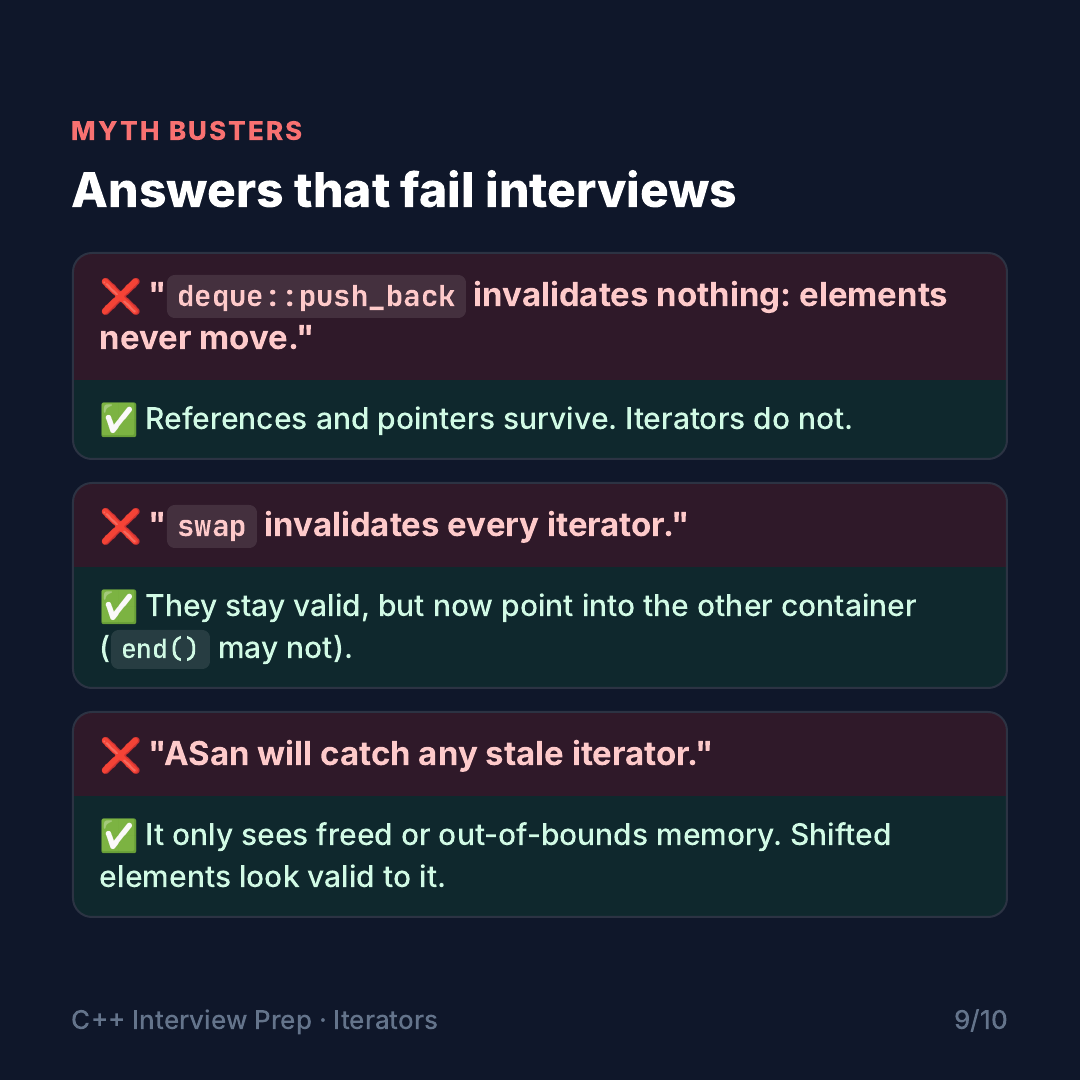 MYTH BUSTERS
Answers that fail interviews
❌ "deque::push_back invalidates nothing: elements
never move."
✅ References and pointers survive. Iterators do not.
❌ "swap invalidates every iterator."
✅ They stay valid, but now point into the other container
(end() may not).
❌ "ASan will catch any stale iterator."
✅ It only sees freed or out-of-bounds memory. Shifted
elements look valid to it.
C++ Interview Prep · Iterators
9/10